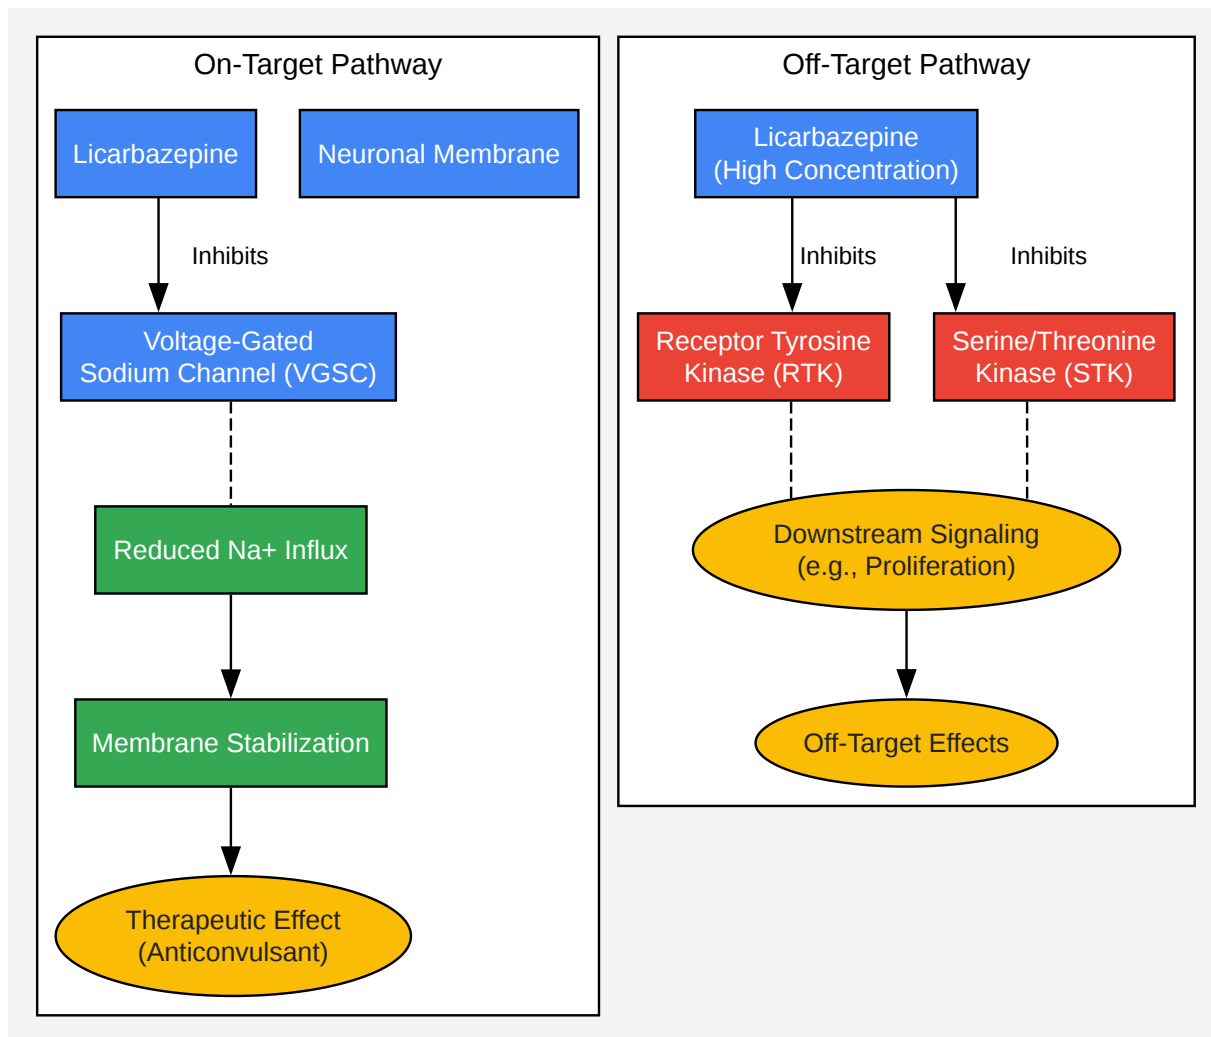 On-Target Pathway
Licarbazepine
Neuronal Membrane
Inhibits
Voltage-Gated
Sodium Channel (VGSC)
Reduced Na+ Influx
Membrane Stabilization
Therapeutic Effect
(Anticonvulsant)
Off-Target Pathway
Licarbazepine
(High Concentration)
Inhibits
Inhibits
Receptor Tyrosine
Kinase (RTK)
Serine/Threonine
Kinase (STK)
Downstream Signaling
(e.g., Proliferation)
Off-Target Effects